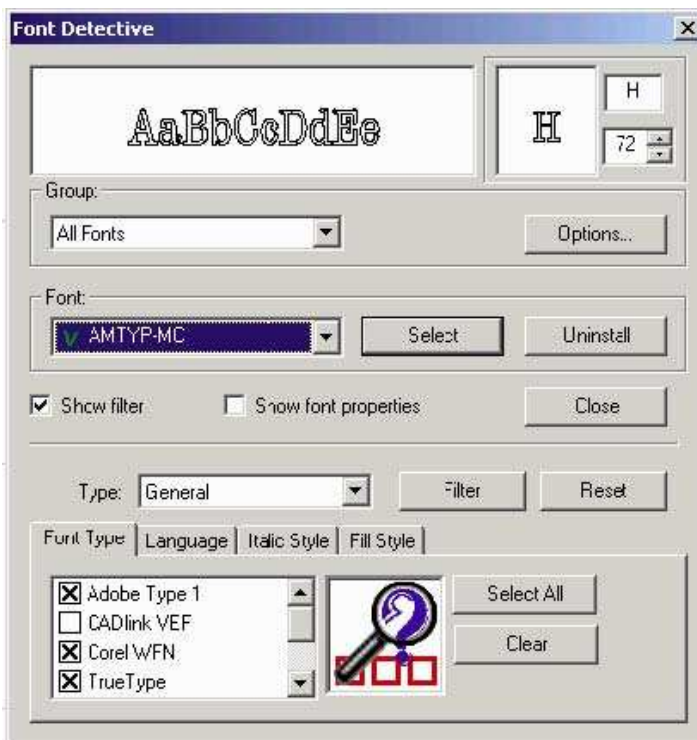 Font Detective
AaBbCcDdEe
H
H
72
Group:
All Fonts
Options...
Font:
AMTYP-MC
Select
Uninstall
Show filter
Show font properties
Close
Type:
General
Filter
Reset
Font Type
Language
Italic Style
Fill Style
Adobe Type 1
CADlink VEF
Corel WFN
TrueType
Select All
Clear